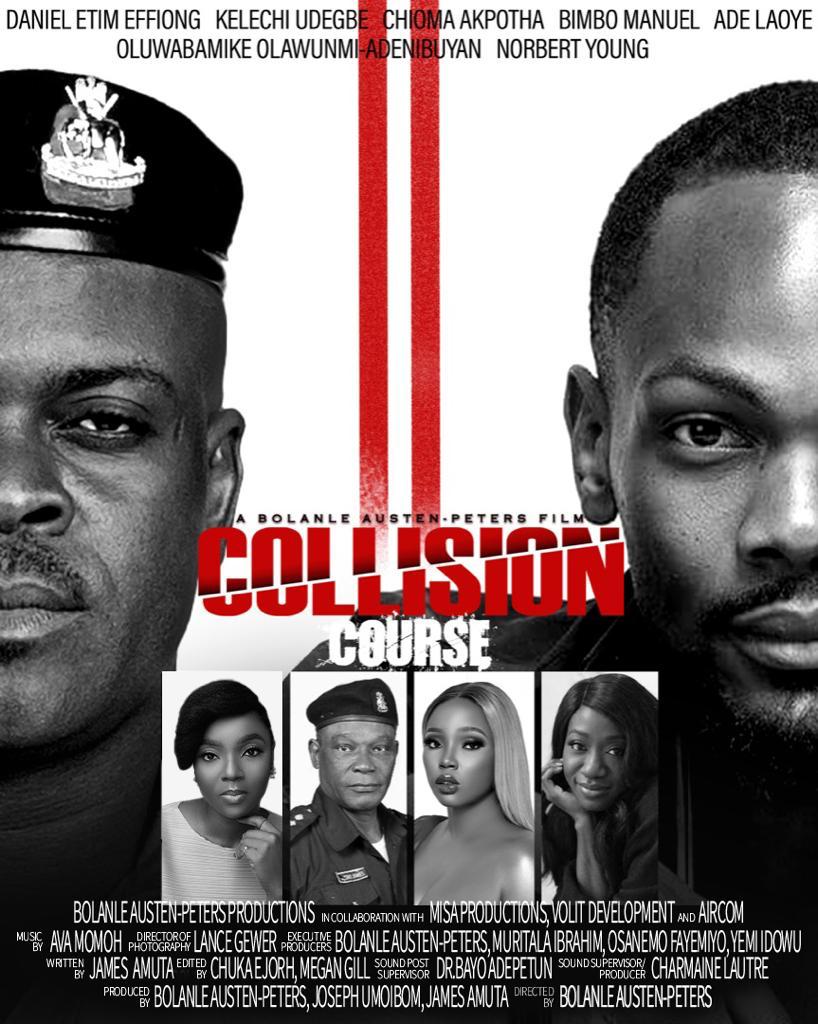 DANIEL ETIM EFFIONG KELECHI UDEGBE CHIOMA AKPOTHA BIMBO MANUEL ADE LAOYE
OLUWABAMIKE OLAWUNMI-ADENIBUYAN NORBERT YOUNG
A BOLANLE AUSTEN-PETERS FILM
COLLISION
COURSE
BOLANLE AUSTEN-PETERS PRODUCTIONS IN COLLABORATION WITH MISA PRODUCTIONS, VOLIT DEVELOPMENT AND AIRCOM
MUSIC BY AVA MOMOH DIRECTOR OF PHOTOGRAPHY LANCE GEWER EXECUTIVE PRODUCERS BOLANLE AUSTEN-PETERS, MURITALA IBRAHIM, OSANEMO FAYEMIYO, YEMI IDOWU
WRITTEN BY JAMES AMUTA EDITED BY CHUKA EJORH, MEGAN GILL SOUND POST SUPERVISOR DR.BAYO ADEPETUN SOUND SUPERVISOR/PRODUCER CHARMAINE LAUTRE
PRODUCED BY BOLANLE AUSTEN-PETERS, JOSEPH UMOIBOM, JAMES AMUTA DIRECTED BY BOLANLE AUSTEN-PETERS